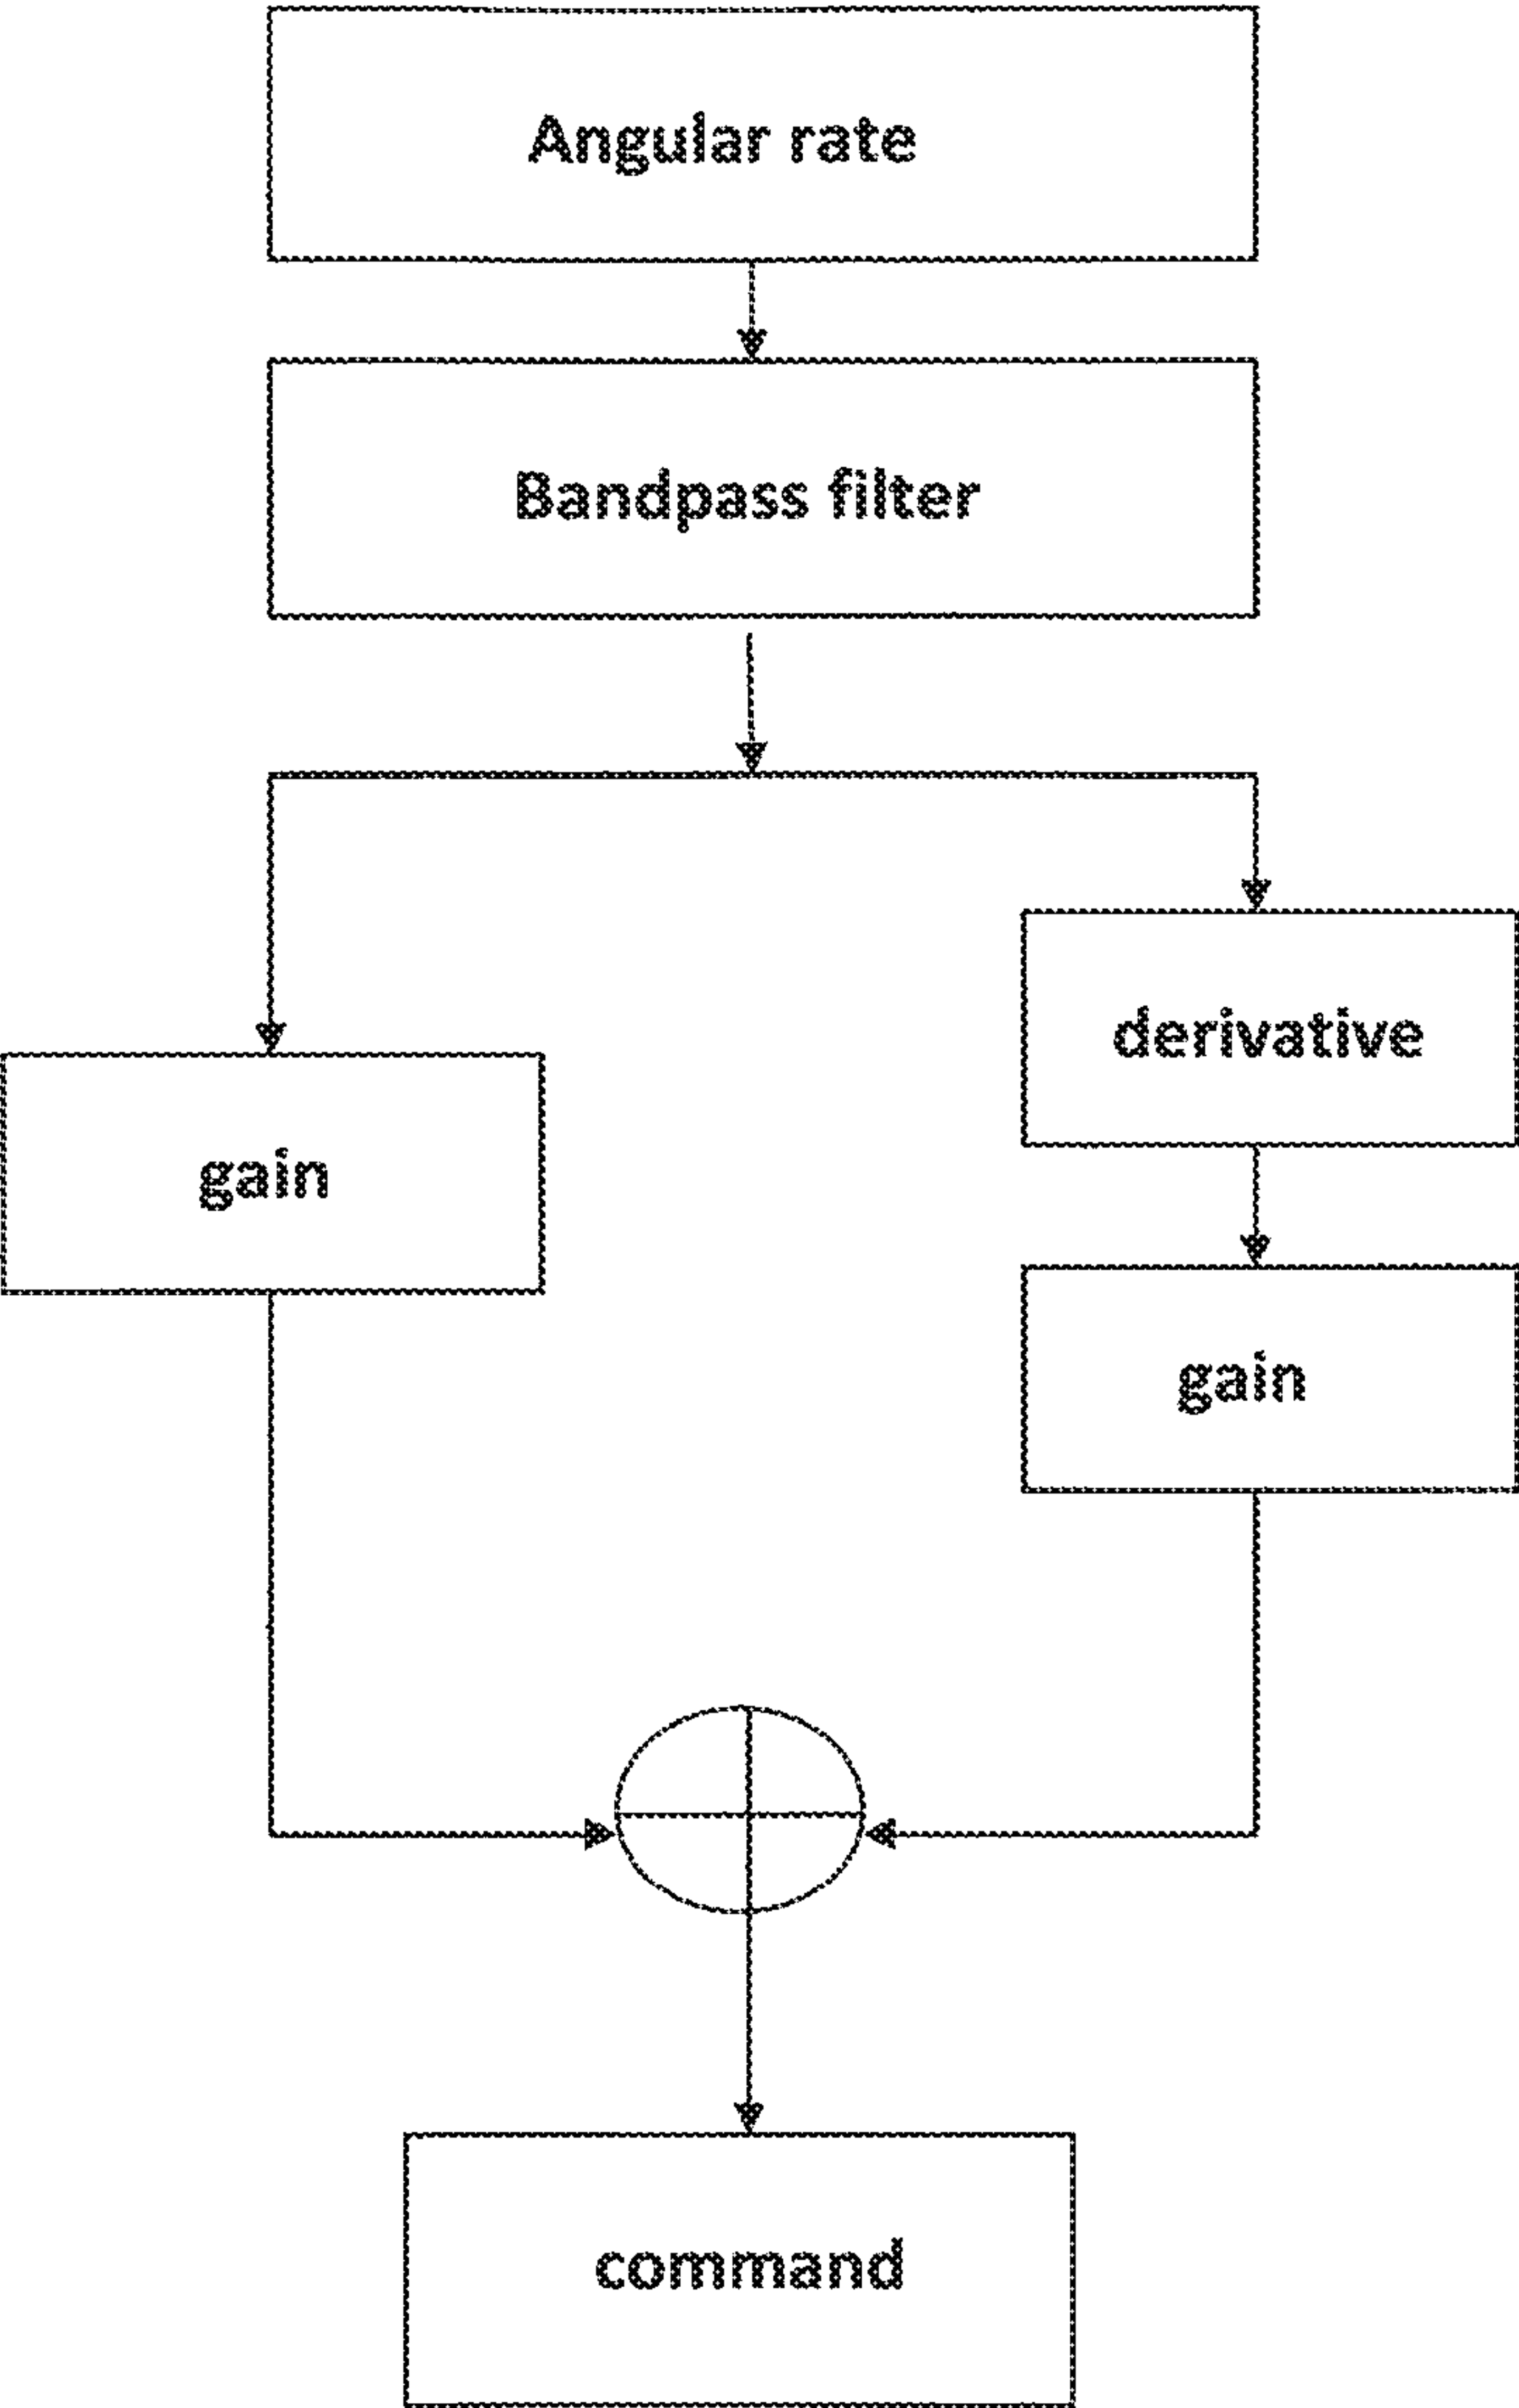 Angular rate
Bandpass filter
derivative
gain
gain
command